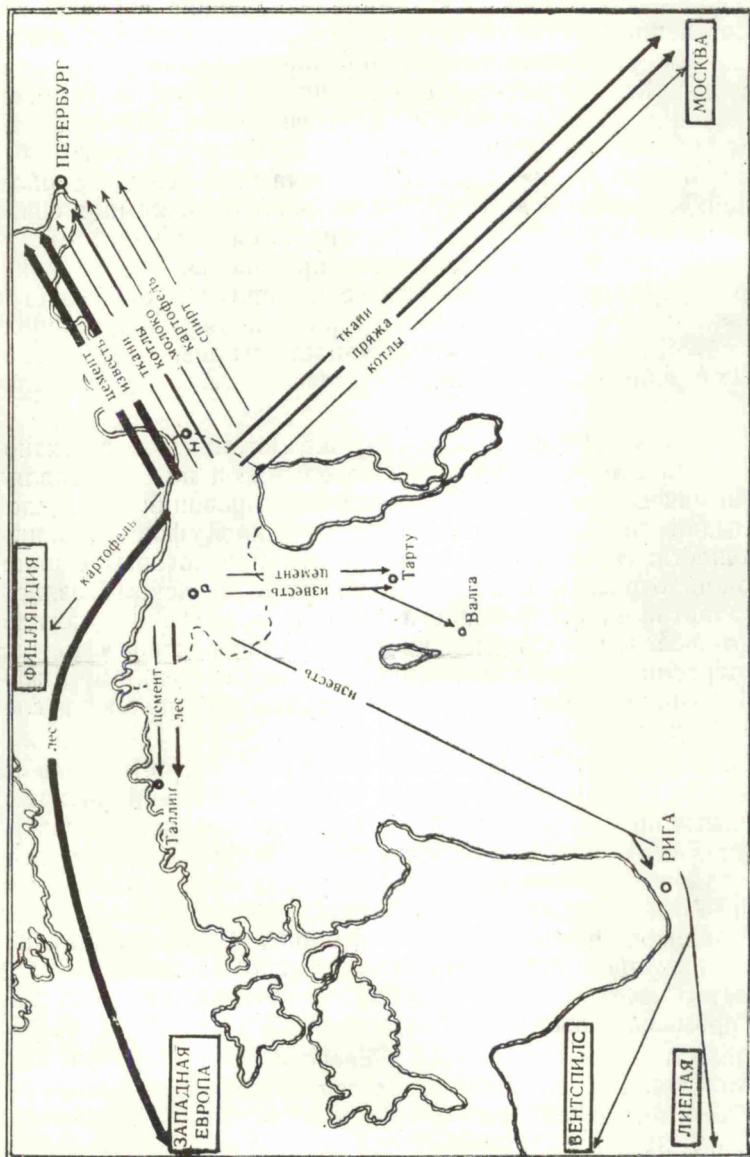 ПЕТЕРБУРГ
цемент
известь
ткани
котлы
молоко
картофель
спирт
ткани
пряжа
котлы
МОСКВА
ФИНЛЯНДИЯ
картофель
лес
Н
а
цемент
лес
Таллин
известь
цемент
Тарту
Валга
известь
РИГА
ЗАПАДНАЯ
ЕВРОПА
ВЕНТСПИЛС
ЛИЕПАЯ